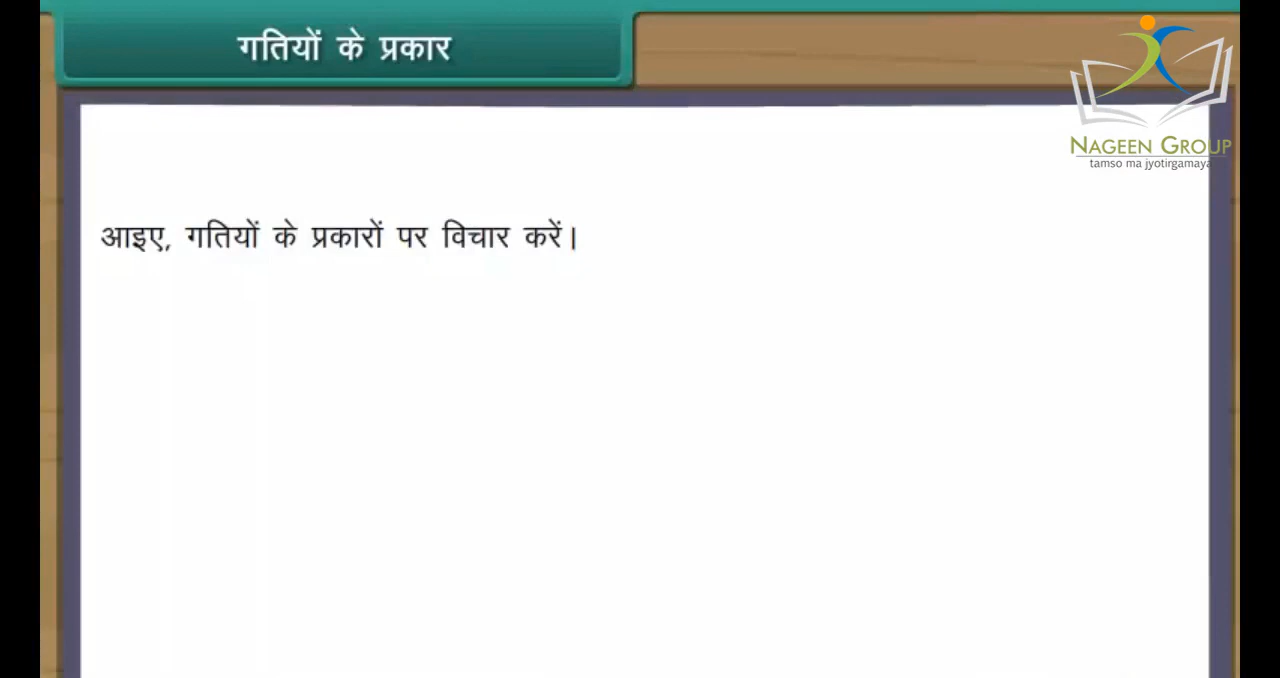 गतियों के प्रकार
NAGEEN GROUP
tamso ma jyotirgamaya
आइए, गतियों के प्रकारों पर विचार करें।